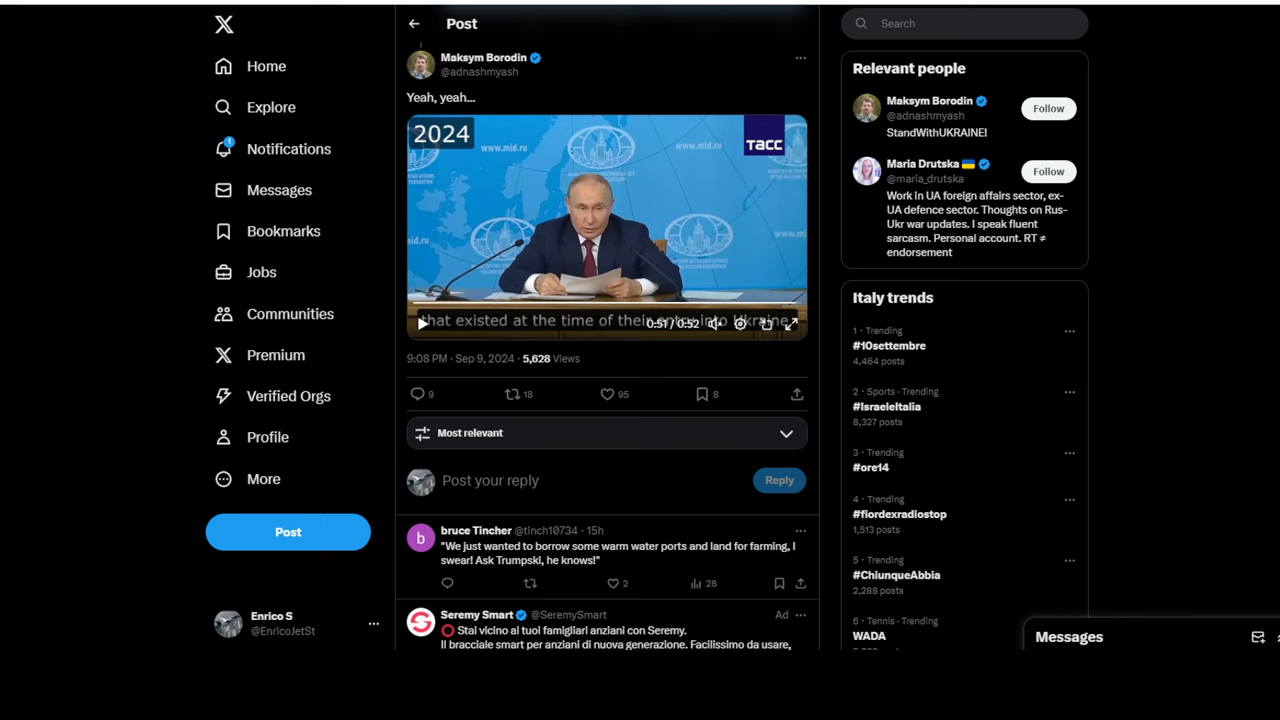 Post
Search
Home
Explore
1
Notifications
Messages
Bookmarks
Jobs
Communities
Premium
Verified Orgs
Profile
More
Post
Enrico S
@EnricoJetSt
Maksym Borodin
@adnashmyash
Yeah, yeah...
2024
www.mid.ru
www.mid.ru
ТАСС
that existed at the time of their entry into Ukraine
0:51 / 0:52
9:08 PM · Sep 9, 2024 · 5,628 Views
9
18
95
8
Most relevant
Post your reply
Reply
b
bruce Tincher @tinch10734 · 15h
"We just wanted to borrow some warm water ports and land for farming, I
swear! Ask Trumpski, he knows!"
2
28
Seremy Smart @SeremySmart
Ad
Stai vicino ai tuoi famigliari anziani con Seremy.
Il bracciale smart per anziani di nuova generazione. Facilissimo da usare,
Relevant people
Maksym Borodin
@adnashmyash
Follow
StandWithUKRAINE!
Maria Drutska
@maria_drutska
Follow
Work in UA foreign affairs sector, ex-
UA defence sector. Thoughts on Rus-
Ukr war updates. I speak fluent
sarcasm. Personal account. RT ≠
endorsement
Italy trends
1 · Trending
#10settembre
4,464 posts
2 · Sports · Trending
#IsraeleItalia
8,327 posts
3 · Trending
#ore14
4 · Trending
#fiordexradiostop
1,513 posts
5 · Trending
#ChiunqueAbbia
2,288 posts
6 · Tennis · Trending
WADA
Messages